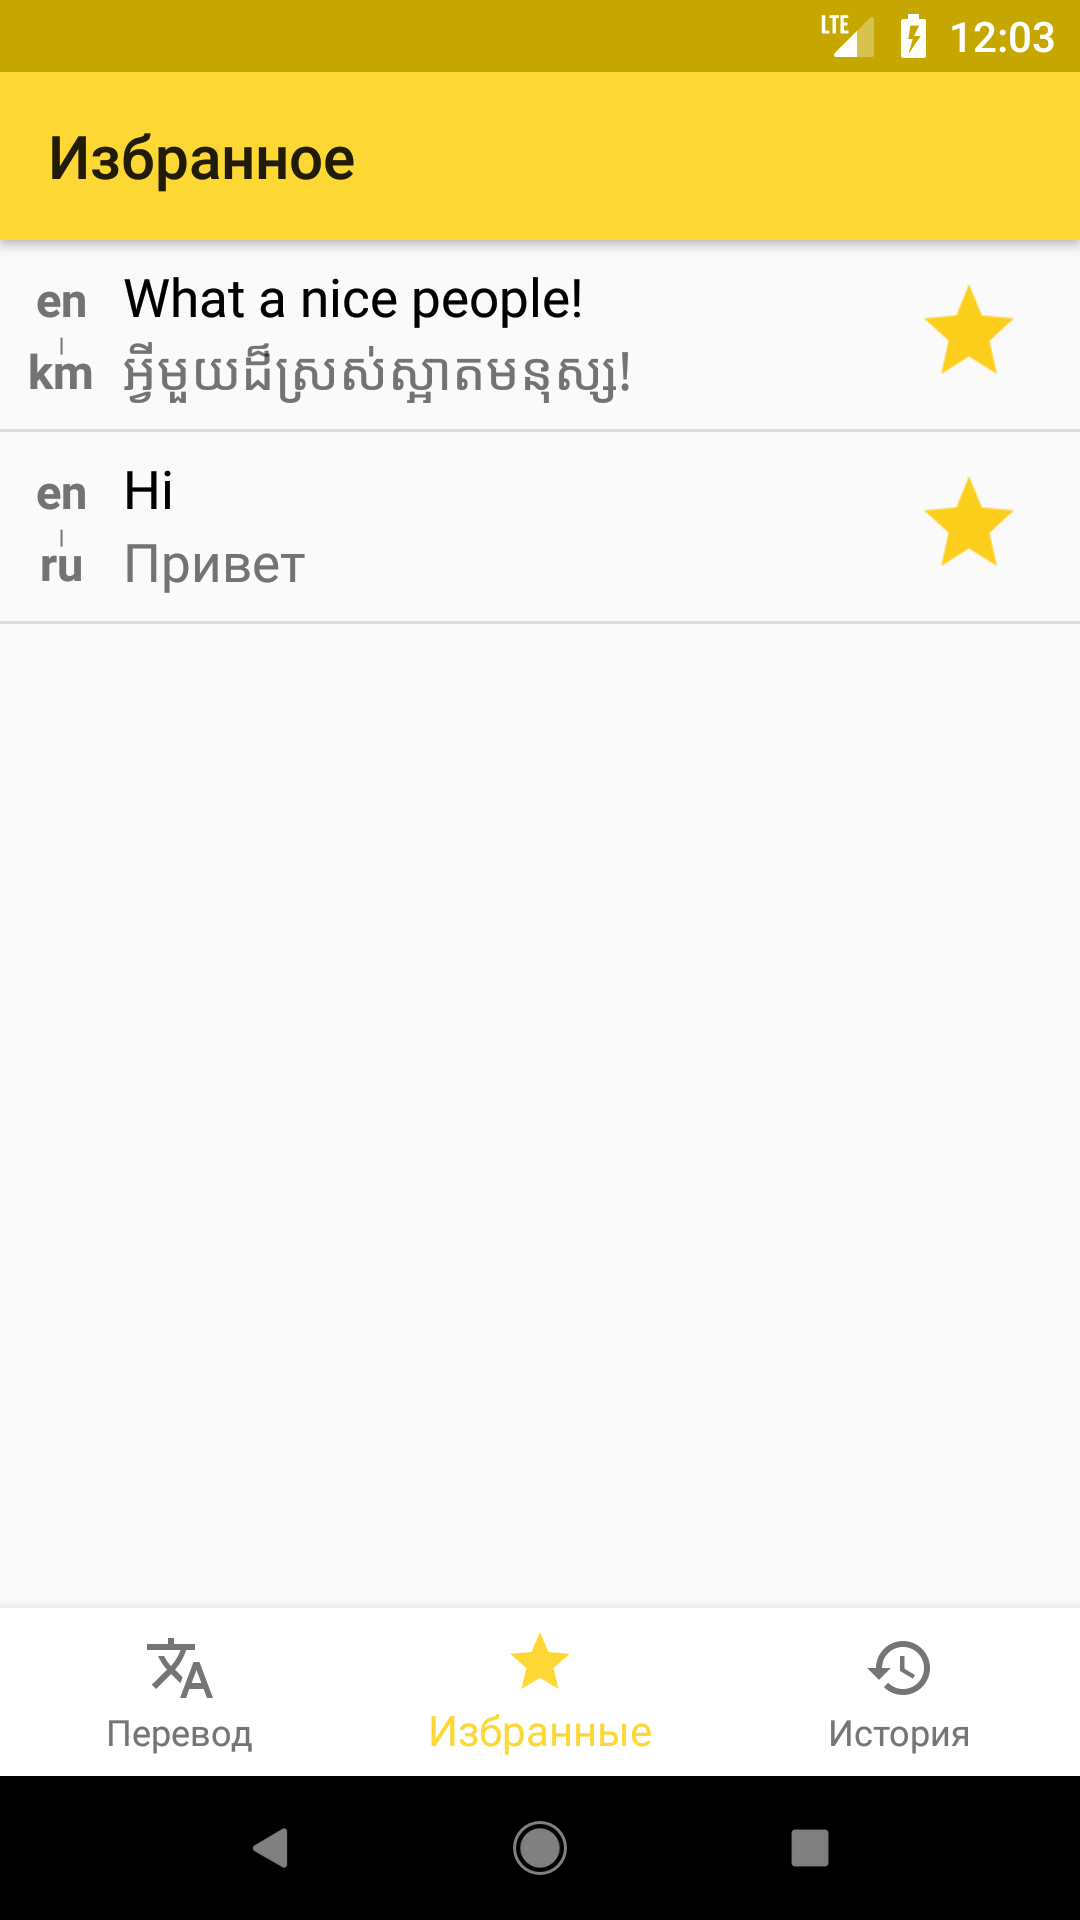 LTE 12:03
Избранное
en What a nice people!
km អ្វីមួយដ៏ស្រស់ស្អាតមនុស្ស!
en Hi
ru Привет
Перевод Избранные История